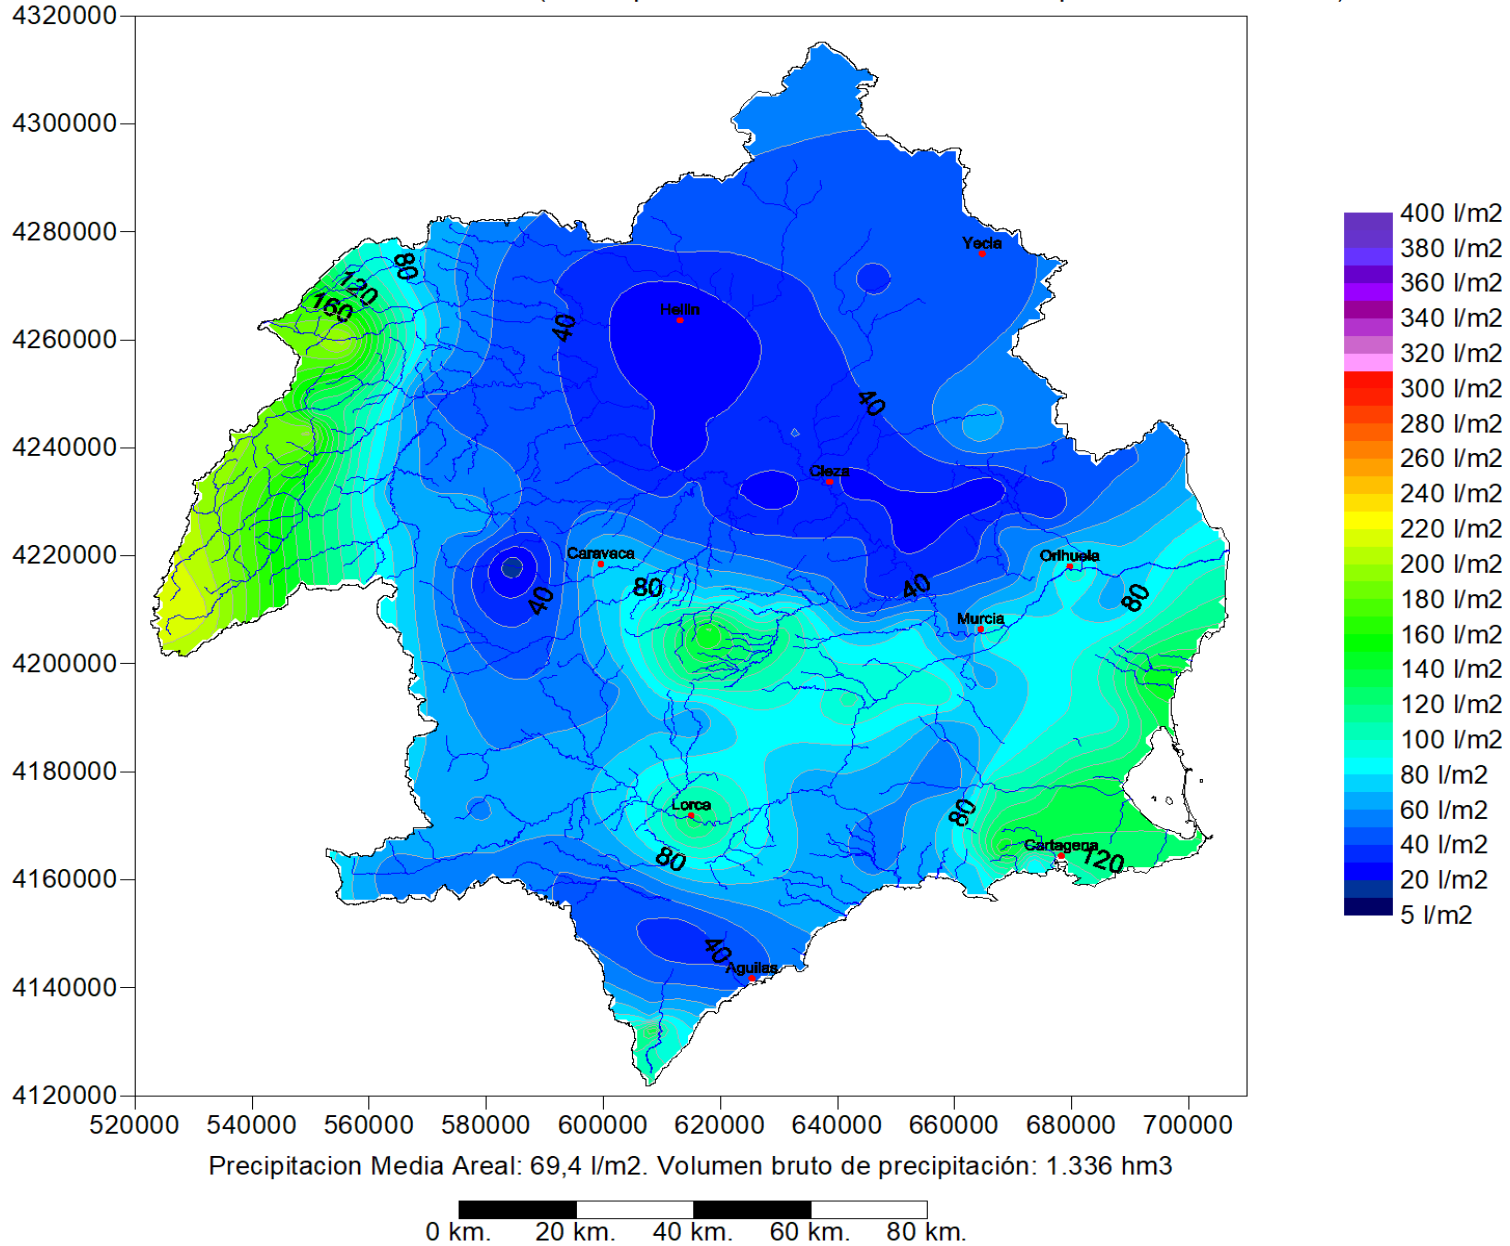 4320000
4300000
4280000
4260000
4240000
4220000
4200000
4180000
4160000
4140000
4120000
520000 540000 560000 580000 600000 620000 640000 660000 680000 700000
Yecla
80
120
160
Hellin
40
40
Cieza
Caravaca
Orihuela
80
40
40
80
Murcia
Lorca
80
80
Cartagena
120
40
Aguilas
400 l/m2
380 l/m2
360 l/m2
340 l/m2
320 l/m2
300 l/m2
280 l/m2
260 l/m2
240 l/m2
220 l/m2
200 l/m2
180 l/m2
160 l/m2
140 l/m2
120 l/m2
100 l/m2
80 l/m2
60 l/m2
40 l/m2
20 l/m2
5 l/m2
Precipitacion Media Areal: 69,4 l/m2. Volumen bruto de precipitación: 1.336 hm3
0 km. 20 km. 40 km. 60 km. 80 km.